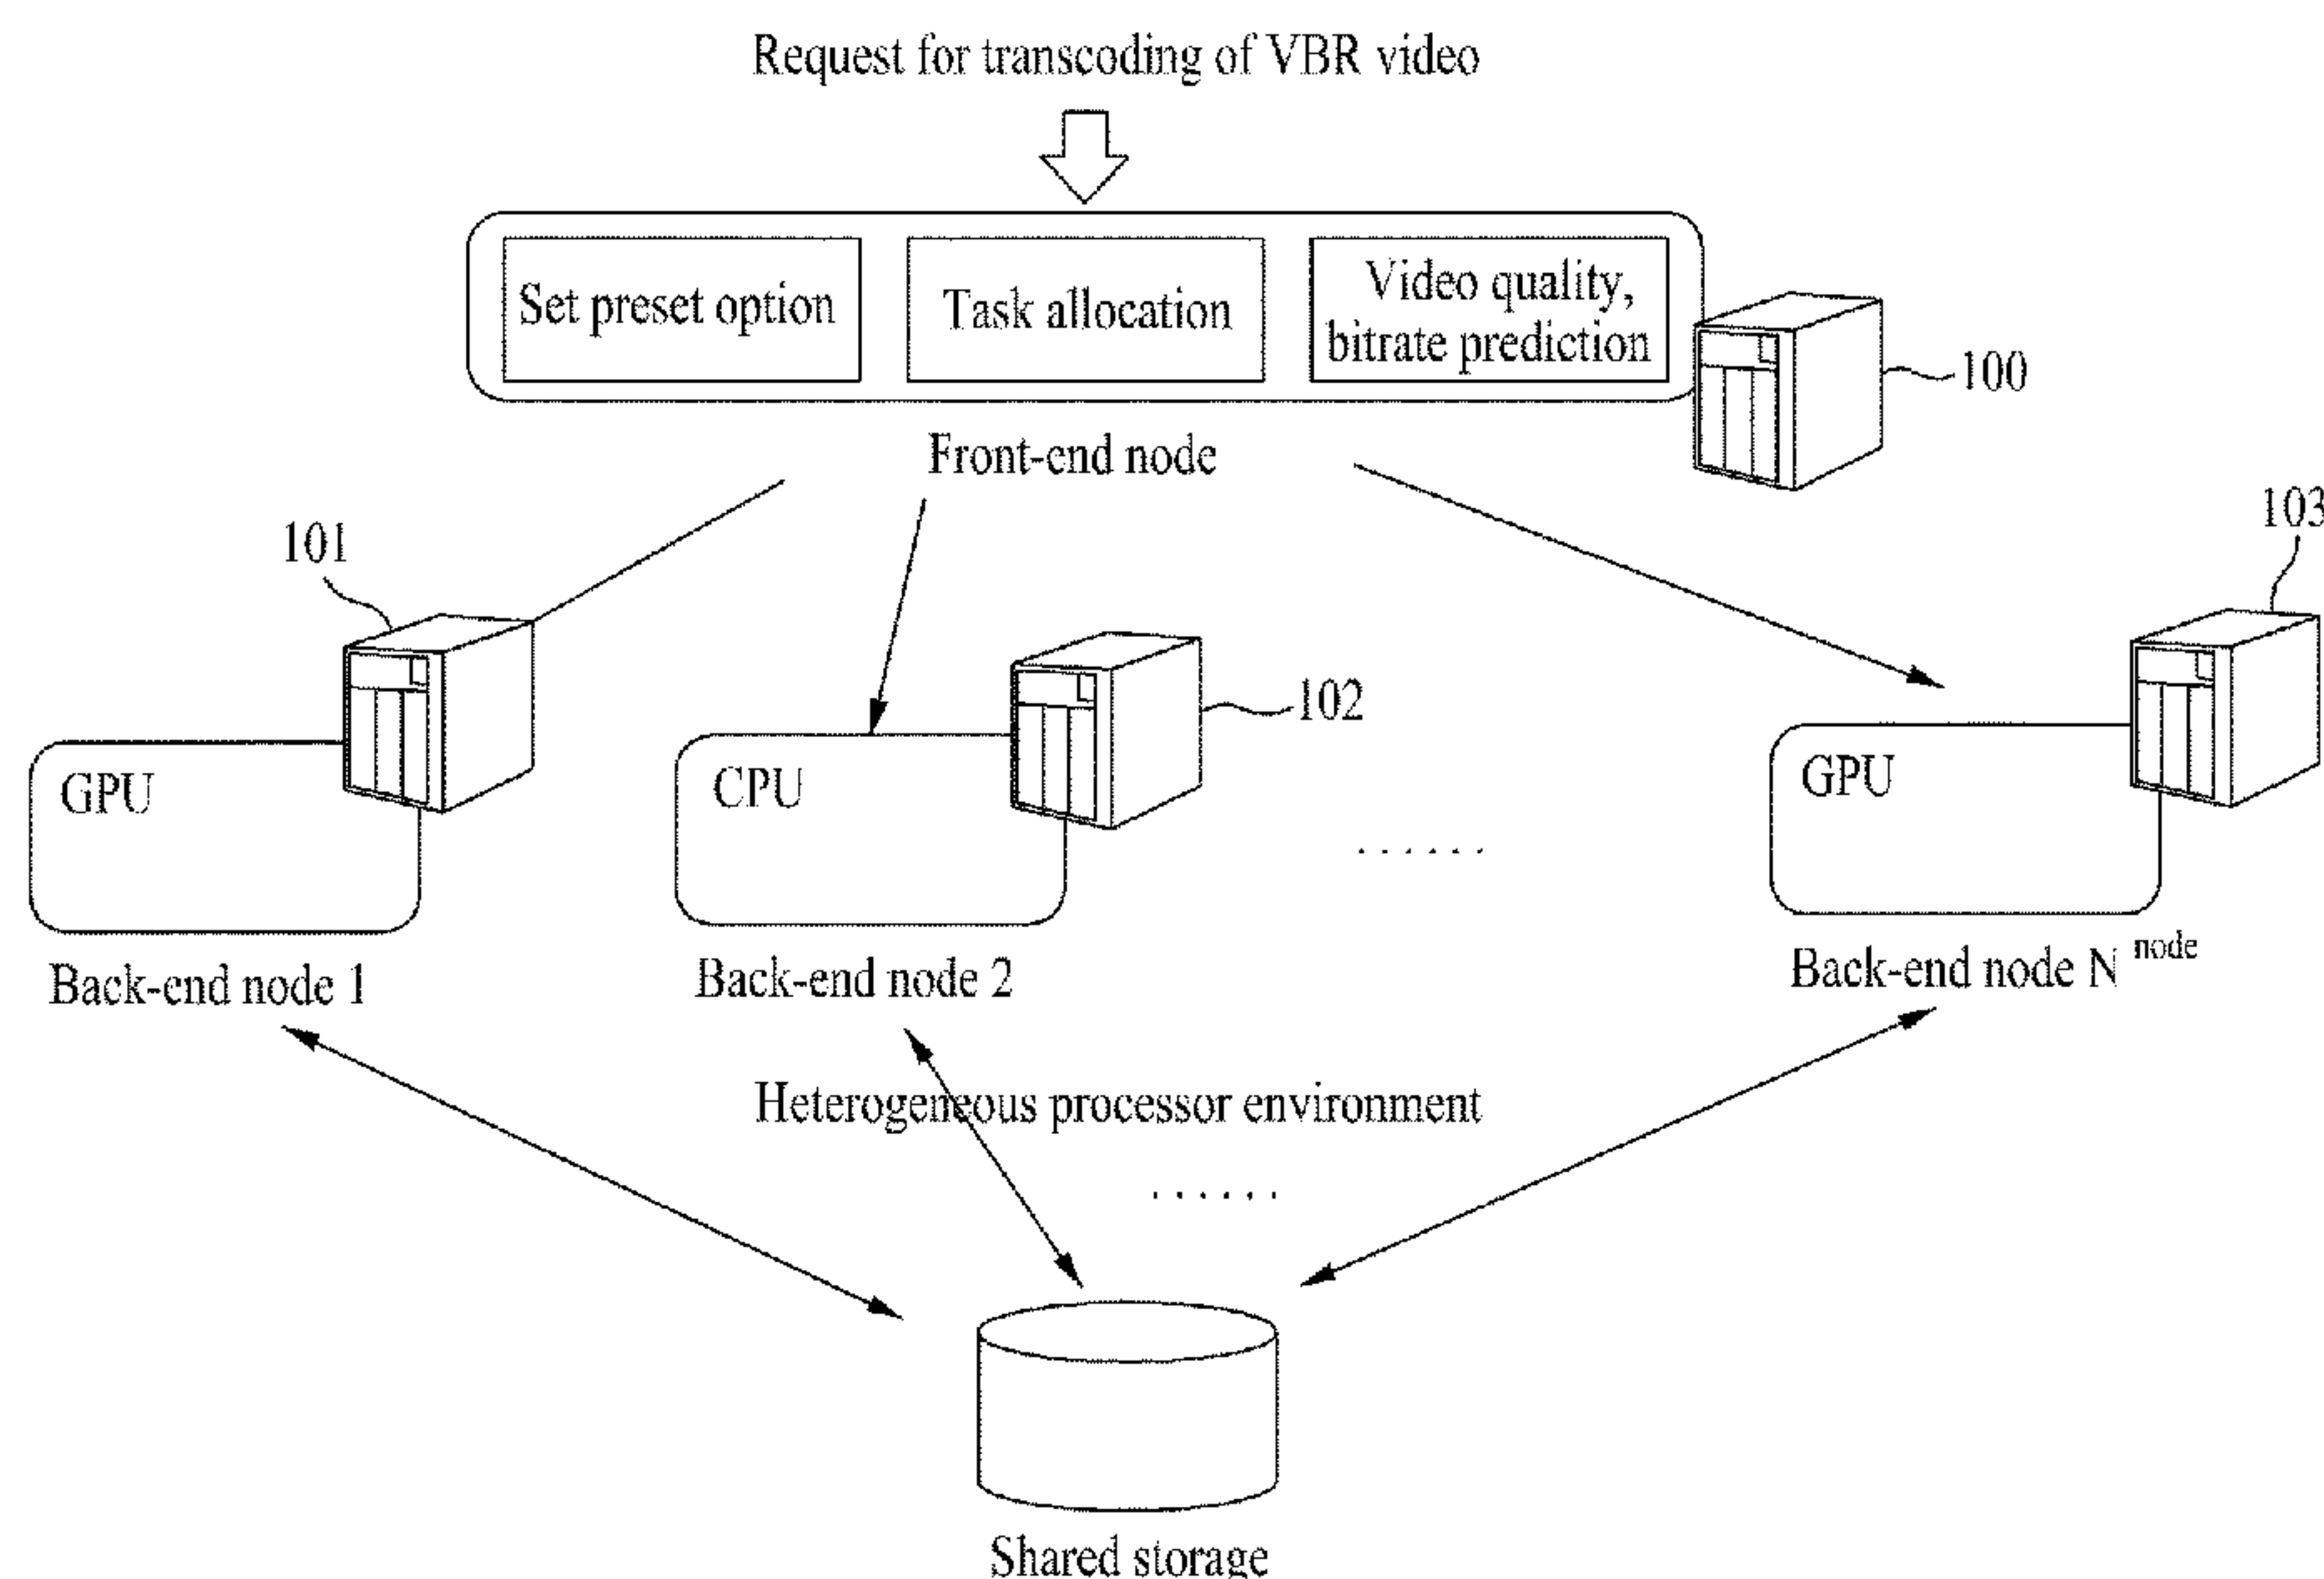 Request for transcoding of VBR video
Set preset option
Task allocation
Video quality,
bitrate prediction
100
Front-end node
101
102
103
GPU
CPU
GPU
Back-end node 1
Back-end node 2
Back-end node N node
Heterogeneous processor environment
Shared storage